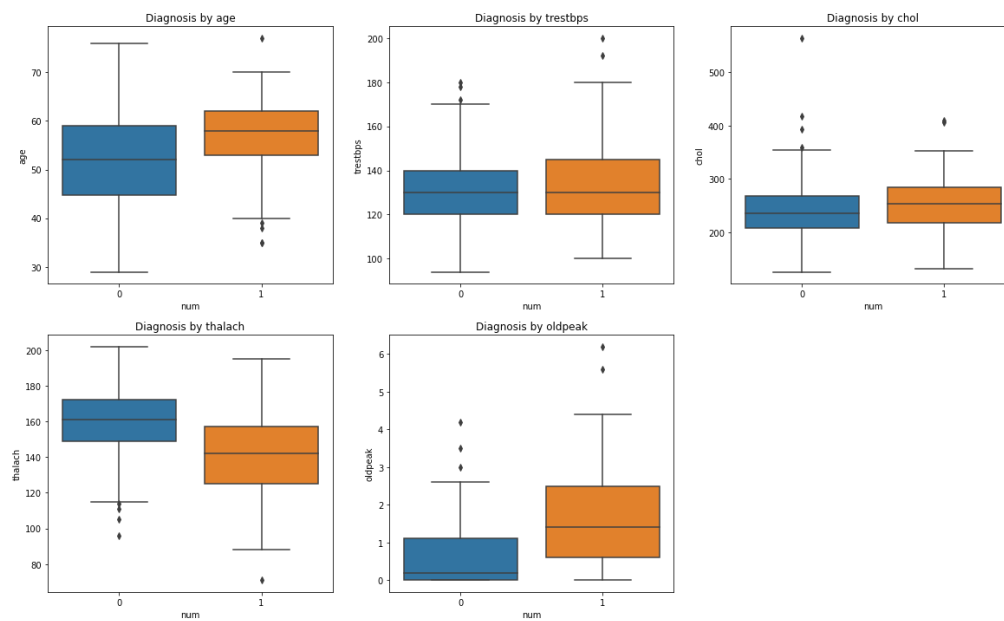 Diagnosis by age
age
70
60
50
40
30
0
1
num
Diagnosis by trestbps
trestbps
200
180
160
140
120
100
0
1
num
Diagnosis by chol
chol
500
400
300
200
0
1
num
Diagnosis by thalach
thalach
200
180
160
140
120
100
80
0
1
num
Diagnosis by oldpeak
oldpeak
6
5
4
3
2
1
0
0
1
num